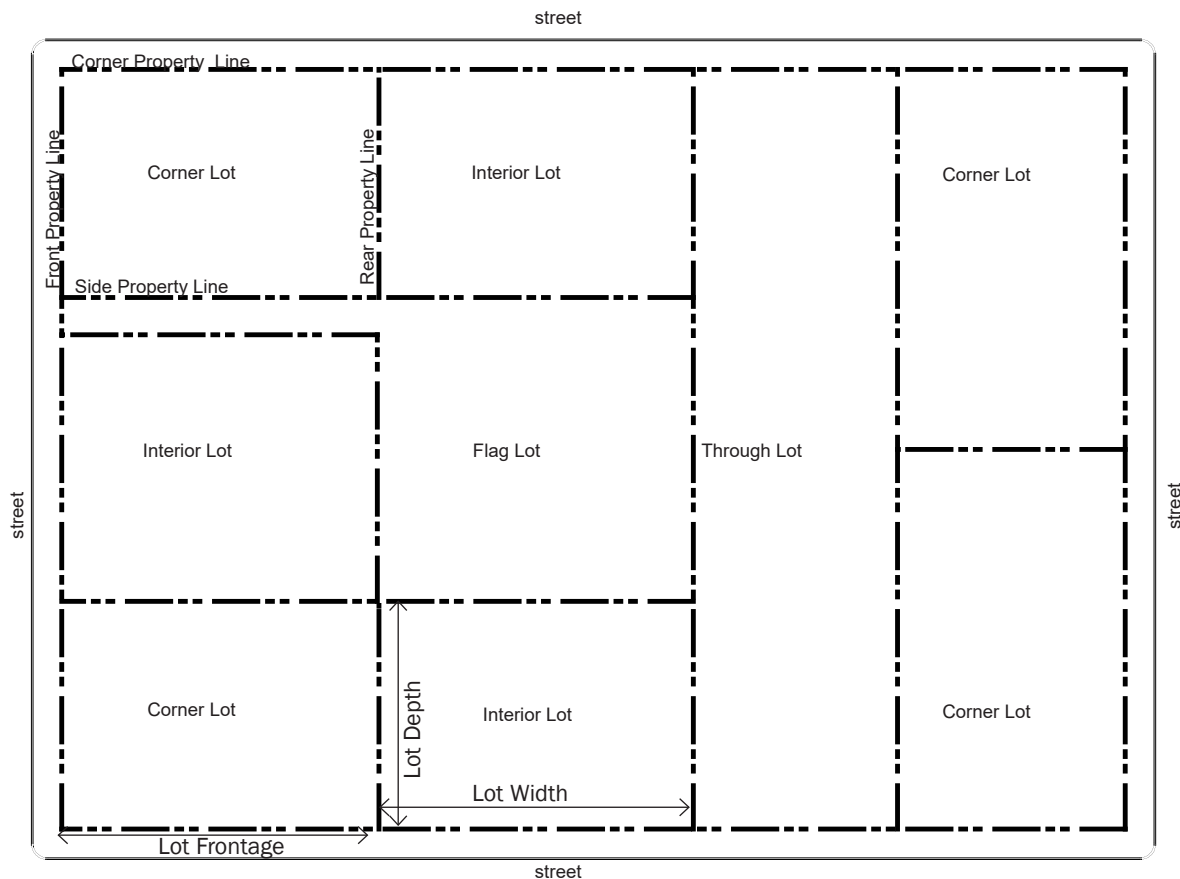 street
Corner Property Line
Front Property Line
Rear Property Line
Corner Lot
Interior Lot
Corner Lot
Side Property Line
Interior Lot
Flag Lot
Through Lot
street
street
Corner Lot
Lot Depth
Interior Lot
Corner Lot
Lot Width
Lot Frontage
street